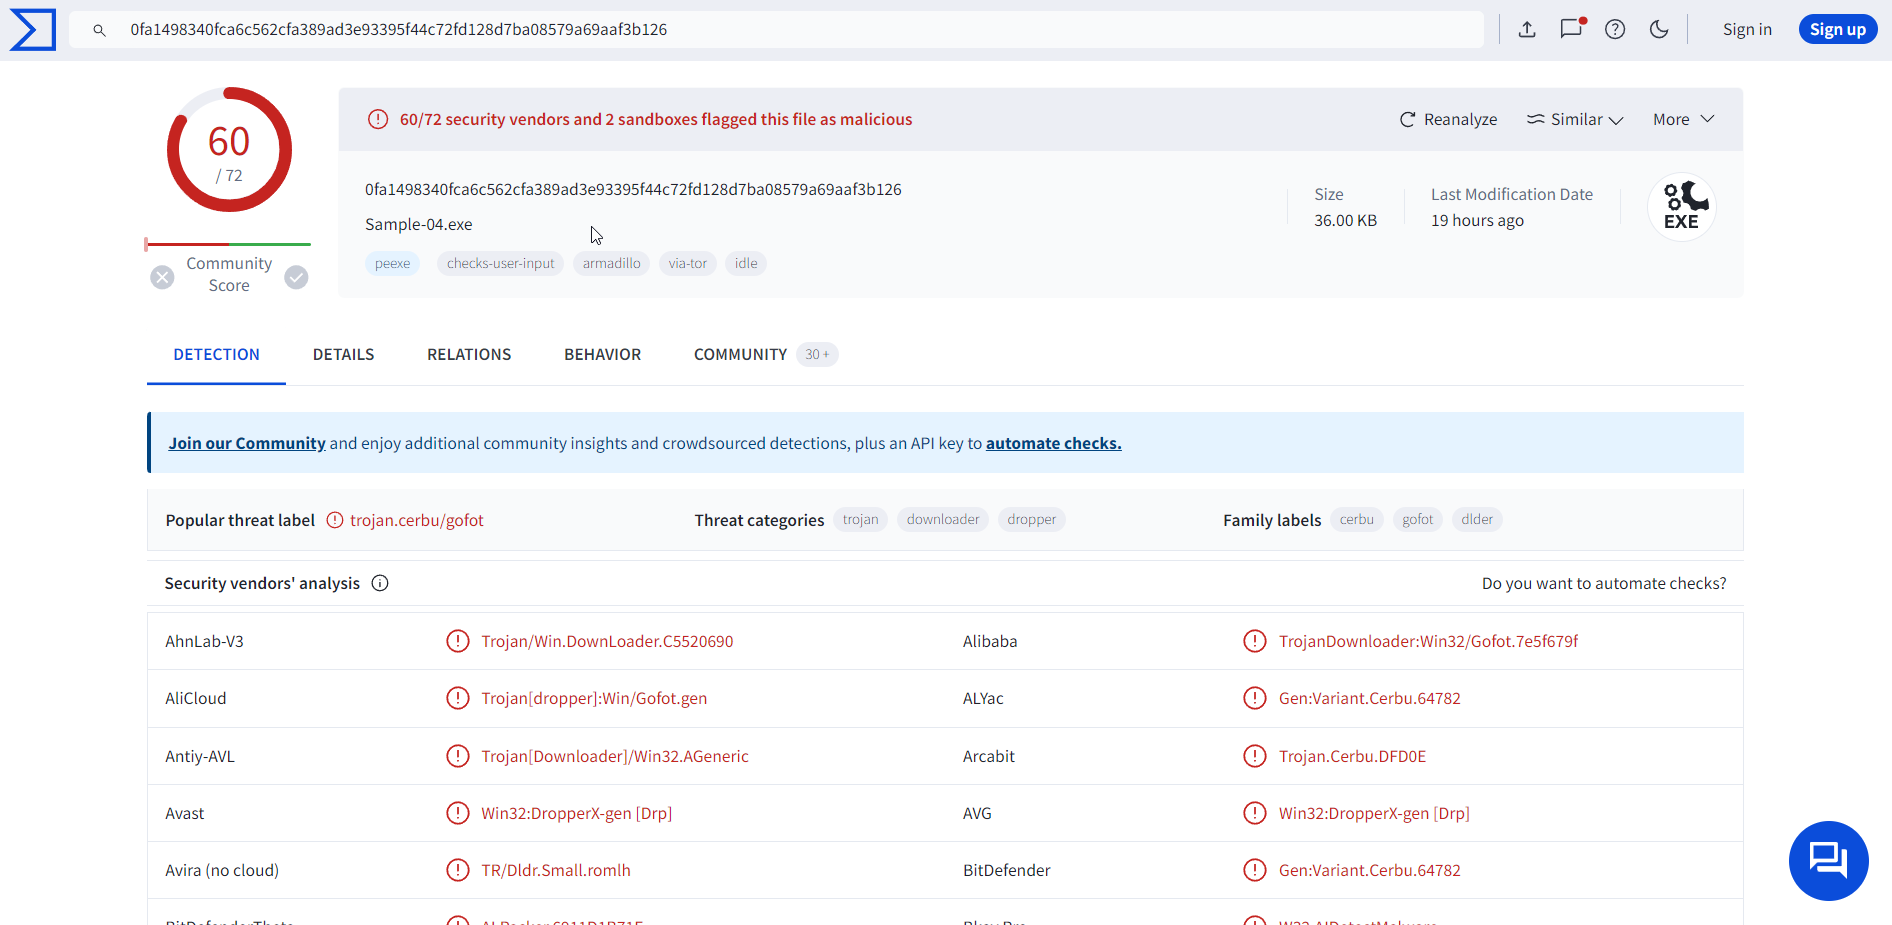 0fa1498340fca6c562cfa389ad3e93395f44c72fd128d7ba08579a69aaf3b126
Sign in
Sign up
60
/ 72
Community
Score
60/72 security vendors and 2 sandboxes flagged this file as malicious
Reanalyze
Similar
More
0fa1498340fca6c562cfa389ad3e93395f44c72fd128d7ba08579a69aaf3b126
Sample-04.exe
peexe
checks-user-input
armadillo
via-tor
idle
Size
36.00 KB
Last Modification Date
19 hours ago
EXE
DETECTION
DETAILS
RELATIONS
BEHAVIOR
COMMUNITY
30 +
Join our Community and enjoy additional community insights and crowdsourced detections, plus an API key to automate checks.
Popular threat label trojan.cerbu/gofot
Threat categories trojan downloader dropper
Family labels cerbu gofot dlder
Security vendors' analysis
Do you want to automate checks?
AhnLab-V3 Trojan/Win.DownLoader.C5520690
Alibaba TrojanDownloader:Win32/Gofot.7e5f679f
AliCloud Trojan[dropper]:Win/Gofot.gen
ALYac Gen:Variant.Cerbu.64782
Antiy-AVL Trojan[Downloader]/Win32.AGeneric
Arcabit Trojan.Cerbu.DFD0E
Avast Win32:DropperX-gen [Drp]
AVG Win32:DropperX-gen [Drp]
Avira (no cloud) TR/Dldr.Small.romlh
BitDefender Gen:Variant.Cerbu.64782